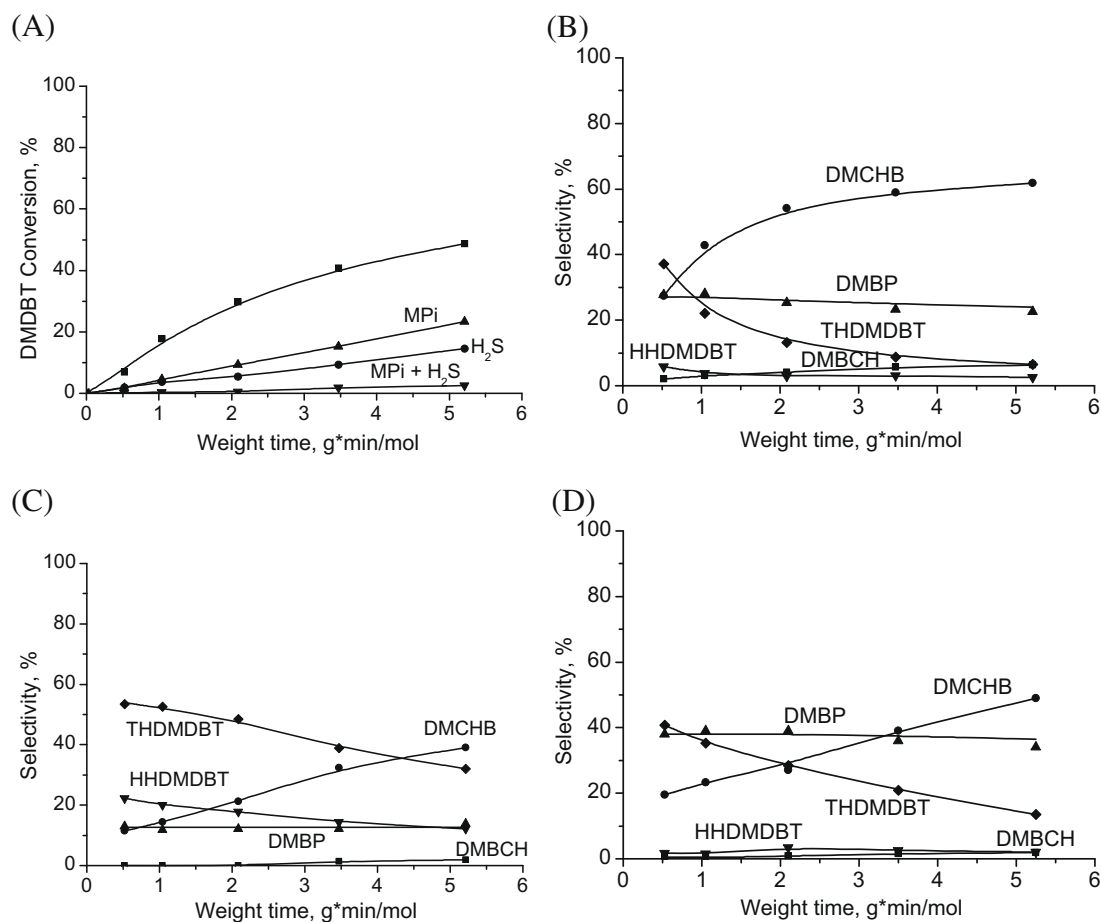 (A)
DMDBT Conversion, %
100
80
60
40
20
0
MPi
H₂S
MPi + H₂S
0 1 2 3 4 5 6
Weight time, g*min/mol
(B)
Selectivity, %
100
80
60
40
20
0
DMCHB
DMBP
THDMDBT
HHDMDBT
DMBCH
0 1 2 3 4 5 6
Weight time, g*min/mol
(C)
Selectivity, %
100
80
60
40
20
0
THDMDBT
DMCHB
HHDMDBT
DMBP
DMBCH
0 1 2 3 4 5 6
Weight time, g*min/mol
(D)
Selectivity, %
100
80
60
40
20
0
DMCHB
DMBP
THDMDBT
HHDMDBT
DMBCH
0 1 2 3 4 5 6
Weight time, g*min/mol